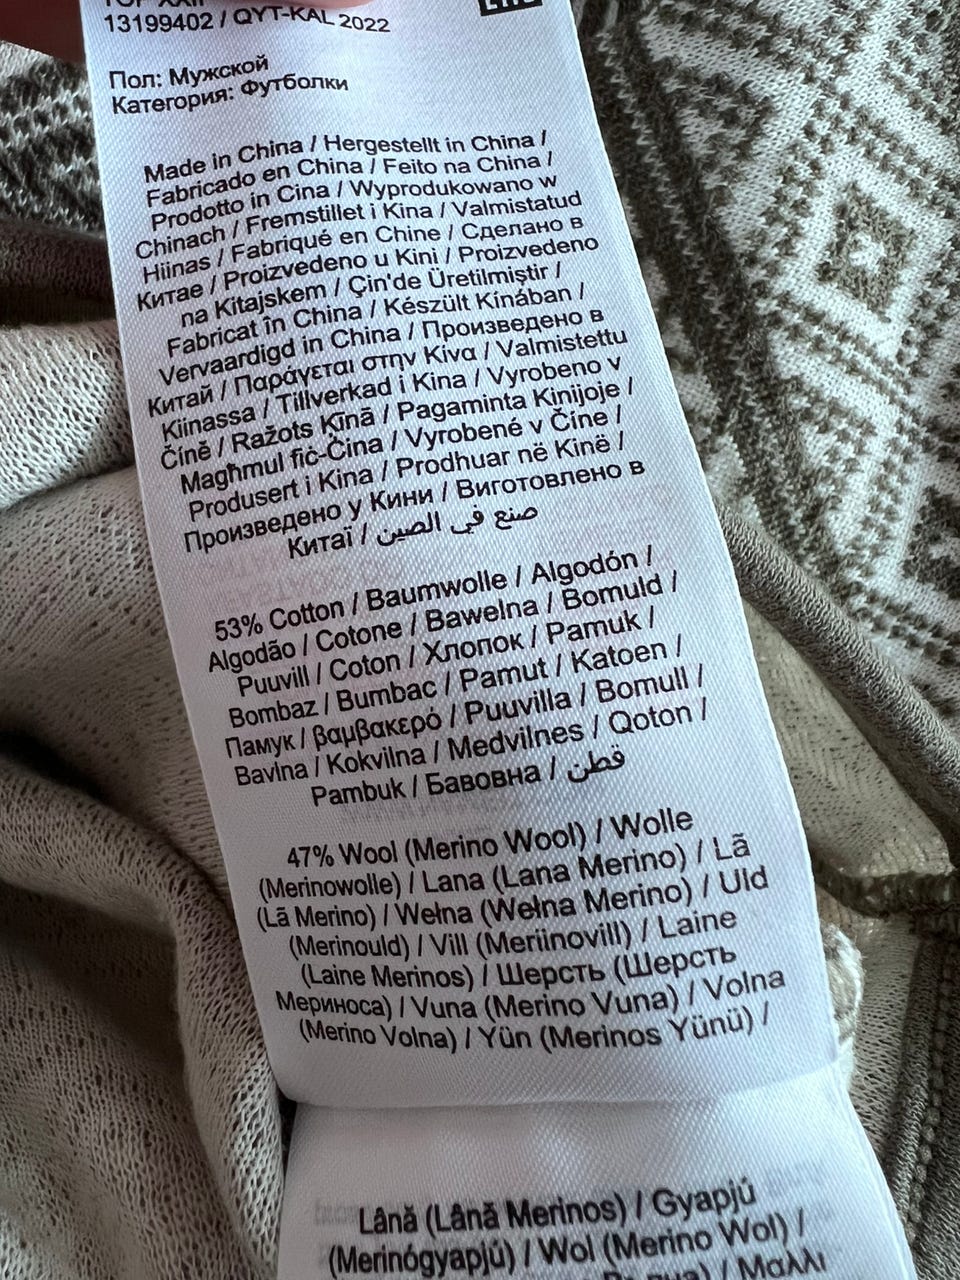 13199402 / QYT-KAL 2022
Пол: Мужской
Категория: Футболки
Made in China / Hergestellt in China /
Fabricado en China / Feito na China /
Prodotto in Cina / Wyprodukowano w
Chinach / Fremstillet i Kina / Valmistatud
Hiinas / Fabriqué en Chine / Сделано в
Китае / Proizvedeno u Kini / Proizvedeno
na Kitajskem / Çin'de Üretilmiştir /
Fabricat în China / Készült Kínában /
Vervaardigd in China / Произведено в
Китай / Παράγεται στην Κίνα / Valmistettu
Kiinassa / Tillverkad i Kina / Vyrobeno v
Číně / Ražots Ķīnā / Pagaminta Kinijoje /
Magħmul fiċ-Ċina / Vyrobené v Číne /
Produsert i Kina / Prodhuar në Kinë /
Произведено у Кини / Виготовлено в
Китаї / صنع في الصين
53% Cotton / Baumwolle / Algodón /
Algodão / Cotone / Bawełna / Bomuld /
Puuvill / Coton / Хлопок / Pamuk /
Bombaz / Bumbac / Pamut / Katoen /
Памук / βαμβακερό / Puuvilla / Bomull /
Bavlna / Kokvilna / Medvilnes / Qoton /
Pambuk / Бавовна / قطن
47% Wool (Merino Wool) / Wolle
(Merinowolle) / Lana (Lana Merino) / Lã
(Lã Merino) / Wełna (Wełna Merino) / Uld
(Merinould) / Vill (Meriinovill) / Laine
(Laine Merinos) / Шерсть (Шерсть
Мериноса) / Vuna (Merino Vuna) / Volna
(Merino Volna) / Yün (Merinos Yünü) /
Lână (Lână Merinos) / Gyapjú
(Merinógyapjú) / Wol (Merino Wol) /